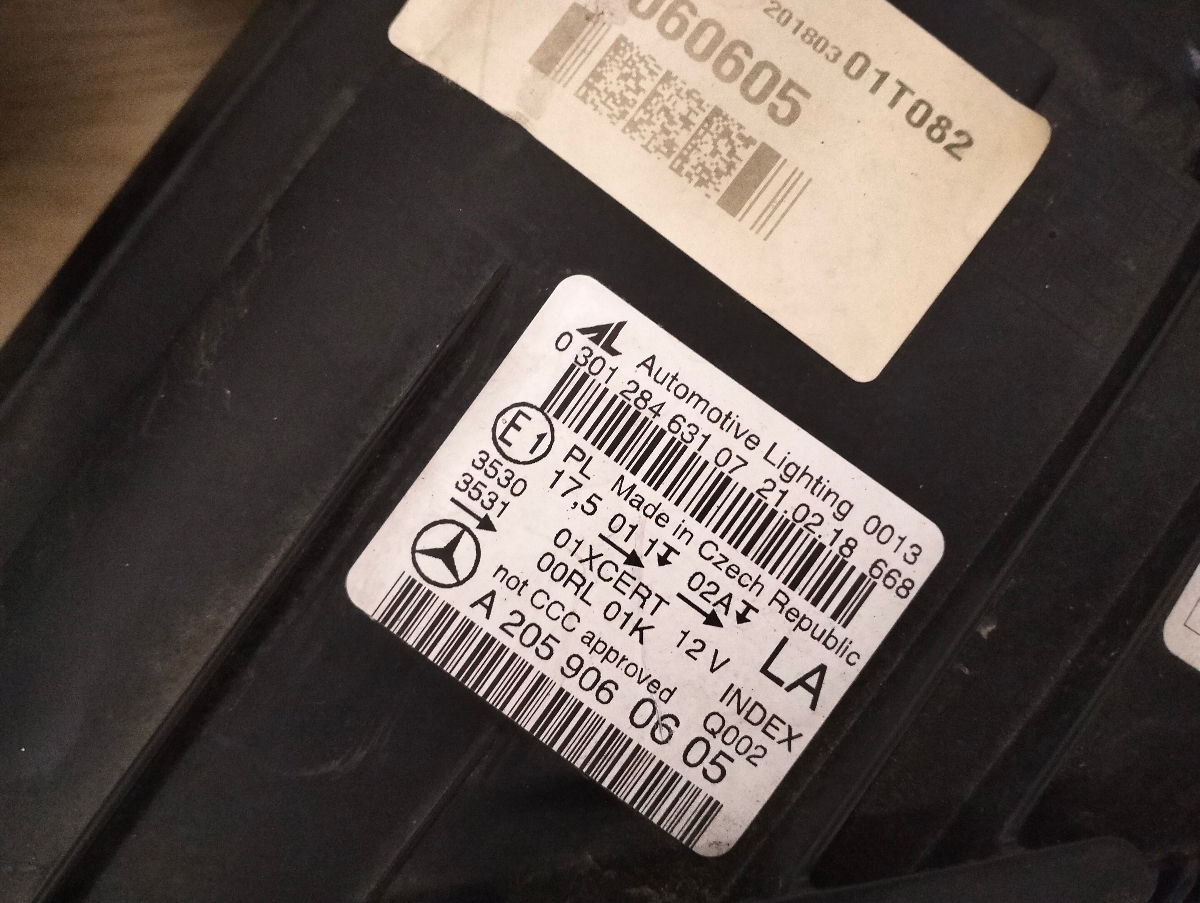 201803 01T082
060605
AL Automotive Lighting 0013
0 301 284 631 07 21.02.18 668
E1 PL Made in Czech Republic
3530 17,5 01 1 02A
3531 01XCERT LA
00RL 01K 12 V INDEX
not CCC approved Q002
A 205 906 06 05